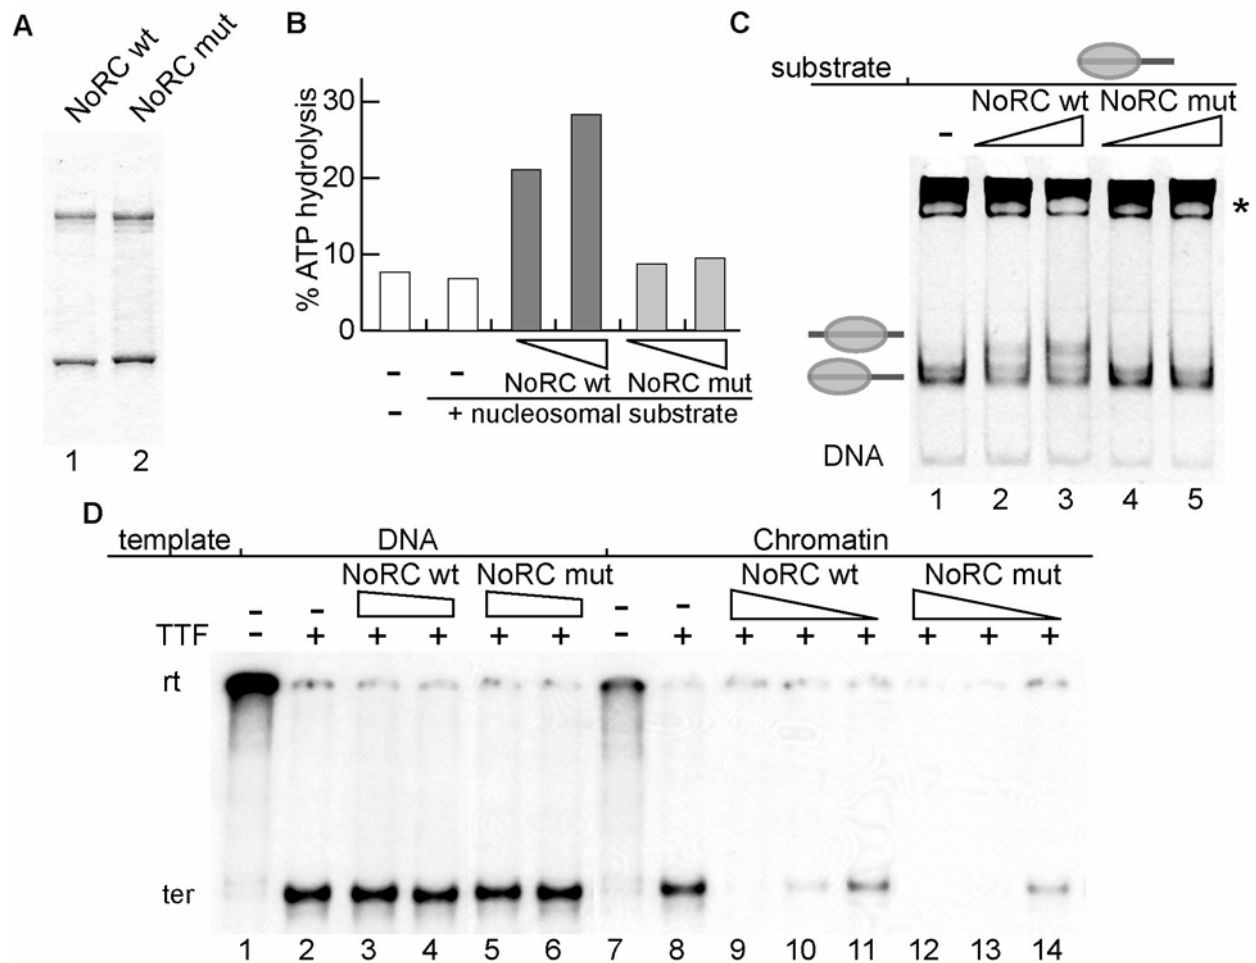 A
NoRC wt
NoRC mut
1 2
B
% ATP hydrolysis
30
20
10
0
- - NoRC wt NoRC mut
- + nucleosomal substrate
C
substrate
NoRC wt NoRC mut
-
*
DNA
1 2 3 4 5
D
template DNA Chromatin
NoRC wt NoRC mut NoRC wt NoRC mut
- - - -
TTF - + + + + + - + + + + + + +
rt
ter
1 2 3 4 5 6 7 8 9 10 11 12 13 14